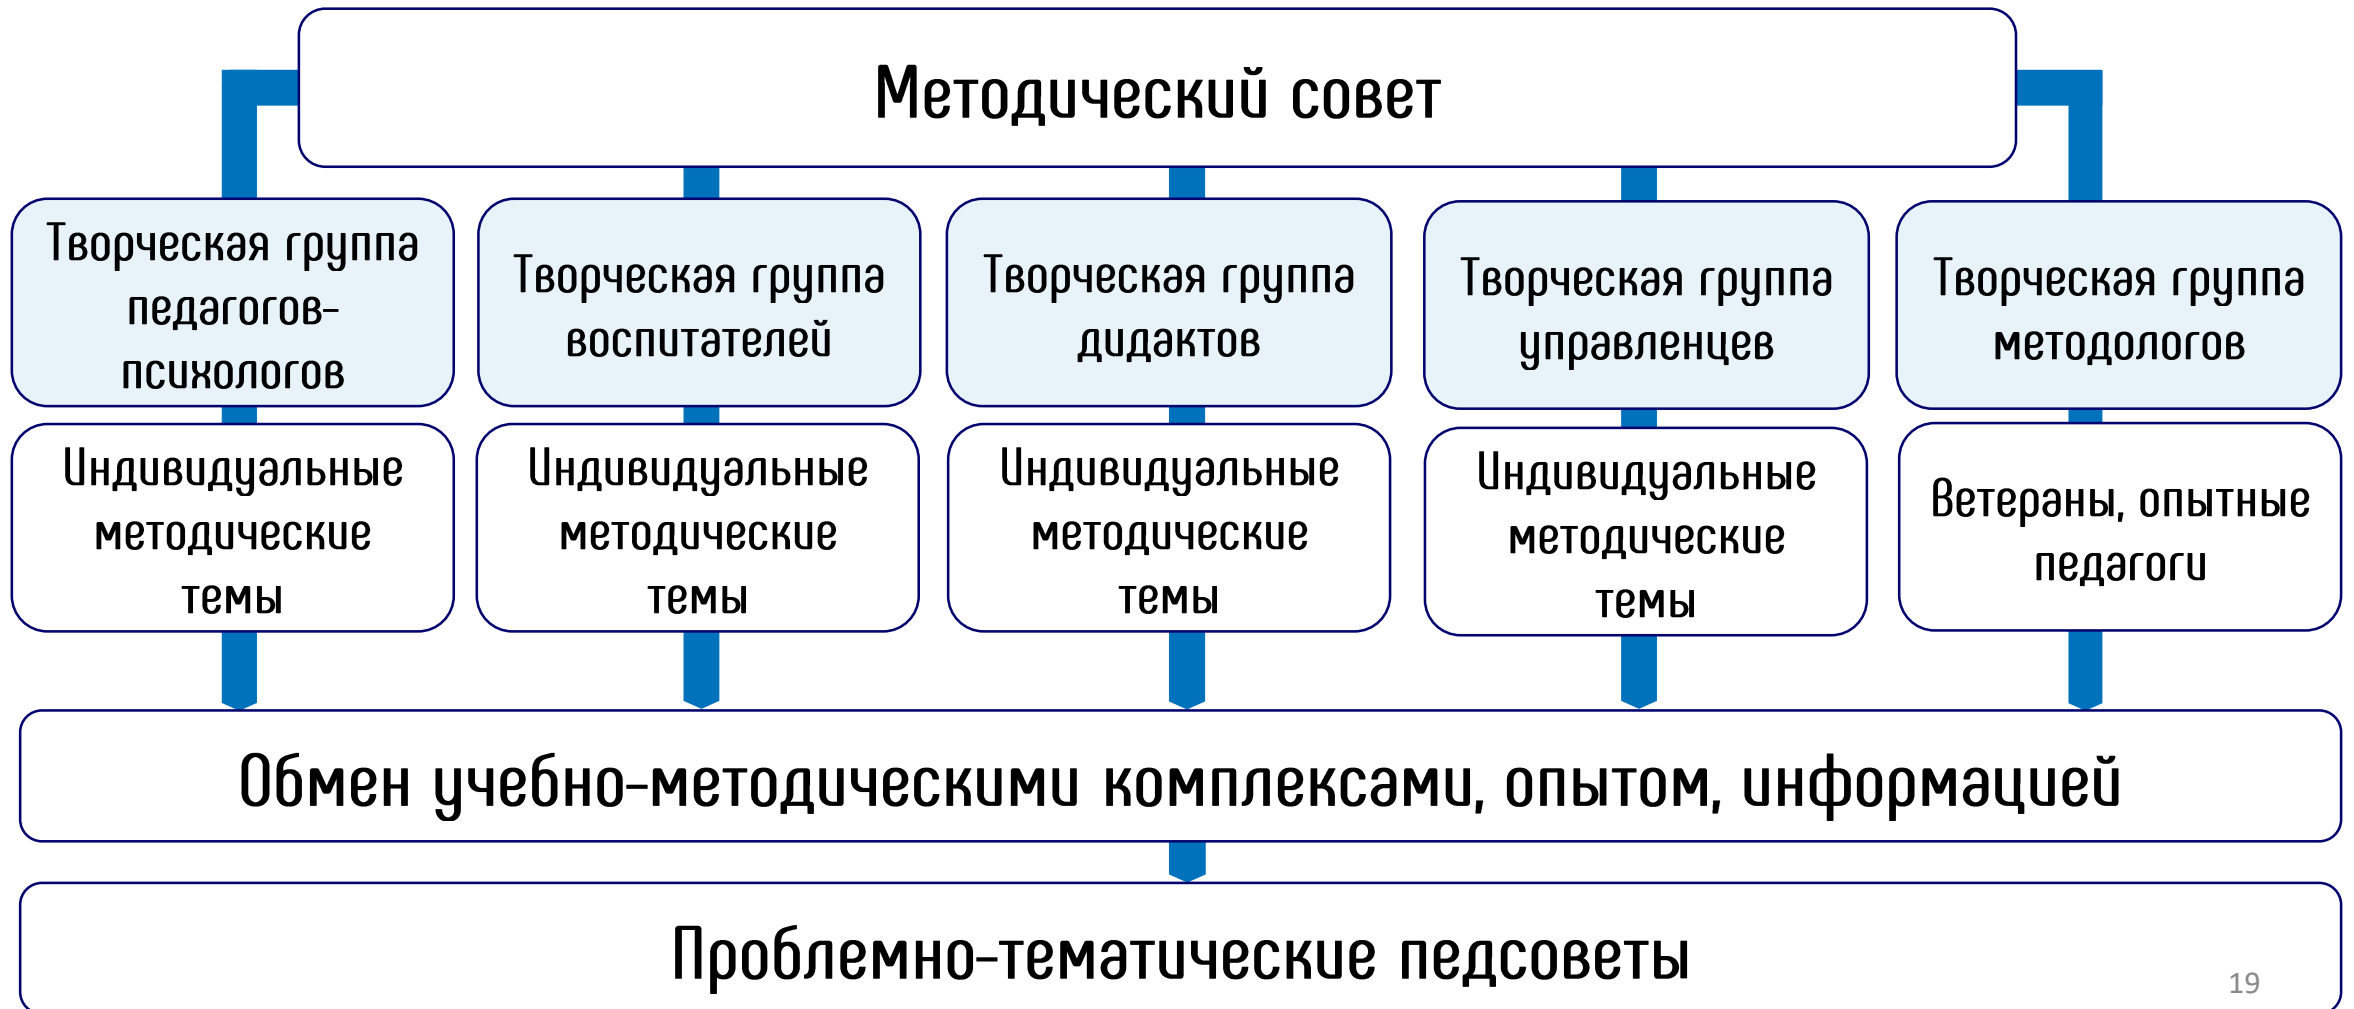 Методический совет
Творческая группа
педагогов-
психологов
Творческая группа
воспитателей
Творческая группа
дидактов
Творческая группа
управленцев
Творческая группа
методологов
Индивидуальные
методические
темы
Индивидуальные
методические
темы
Индивидуальные
методические
темы
Индивидуальные
методические
темы
Ветераны, опытные
педагоги
Обмен учебно-методическими комплексами, опытом, информацией
Проблемно-тематические педсоветы
19